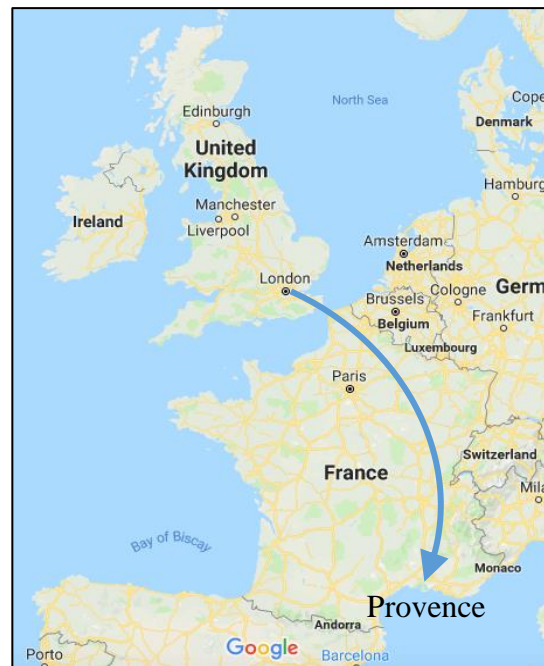 North Sea
Cope
Denmark
Edinburgh
United
Kingdom
Hamburg
Manchester
Ireland
Liverpool
Amsterdam
Netherlands
London
Cologne
Germ
Brussels
Belgium
Frankfurt
Luxembourg
Paris
Switzerland
France
Mila
Bay of Biscay
Monaco
Provence
Andorra
Google
Porto
Barcelona